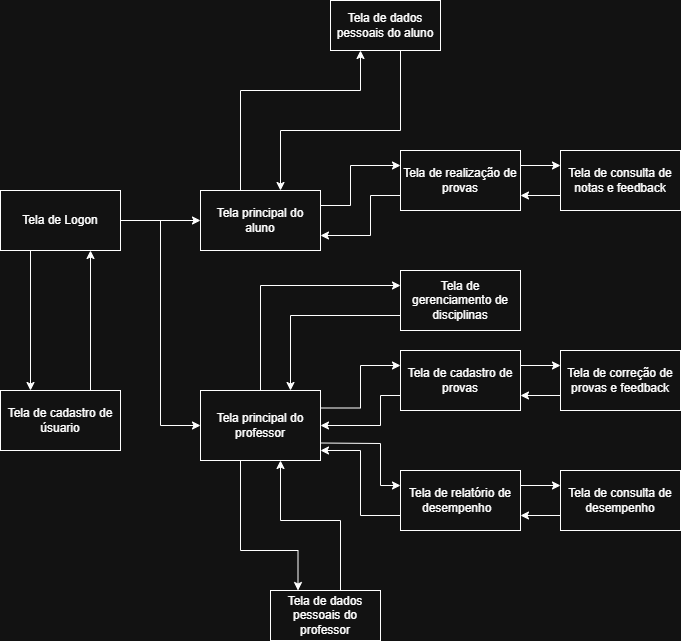 Tela de dados
pessoais do aluno
Tela de realização de
provas
Tela de consulta de
notas e feedback
Tela de Logon
Tela principal do
aluno
Tela de
gerenciamento de
disciplinas
Tela de cadastro de
provas
Tela de correção de
provas e feedback
Tela de cadastro de
úsuario
Tela principal do
professor
Tela de relatório de
desempenho
Tela de consulta de
desempenho
Tela de dados
pessoais do
professor